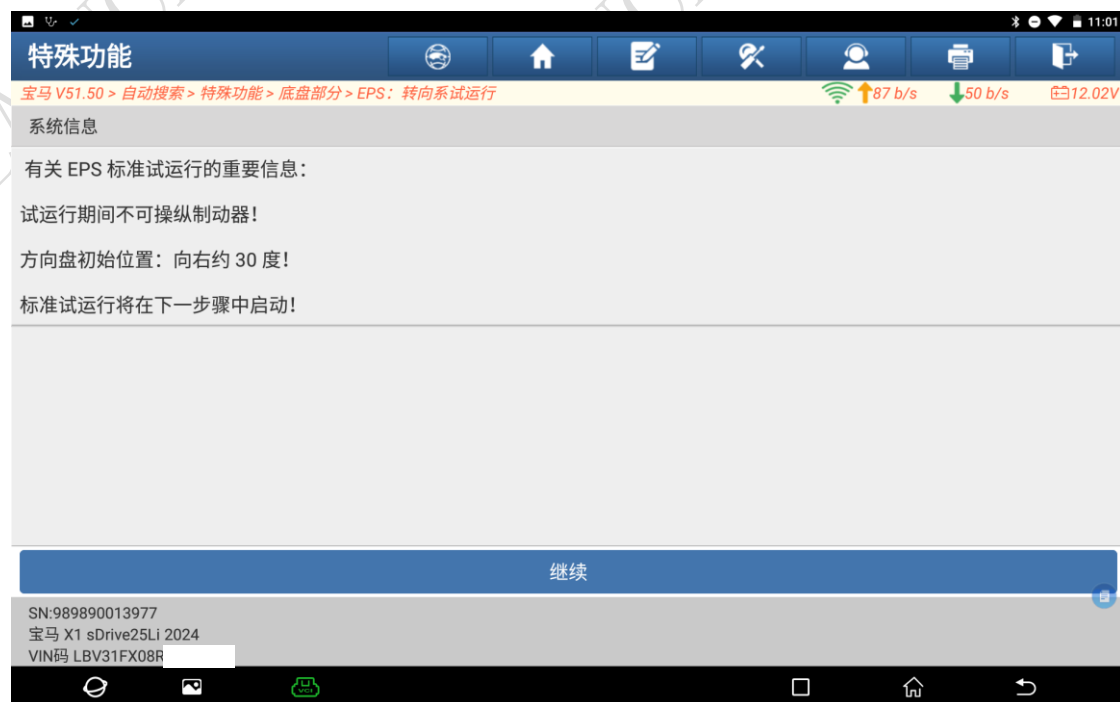 11:01
特殊功能
宝马 V51.50 > 自动搜索 > 特殊功能 > 底盘部分 > EPS：转向系试运行
87 b/s
50 b/s
12.02V
系统信息
有关 EPS 标准试运行的重要信息：
试运行期间不可操纵制动器！
方向盘初始位置：向右约 30 度！
标准试运行将在下一步骤中启动！
继续
SN:989890013977
宝马 X1 sDrive25Li 2024
VIN码 LBV31FX08R
VCI